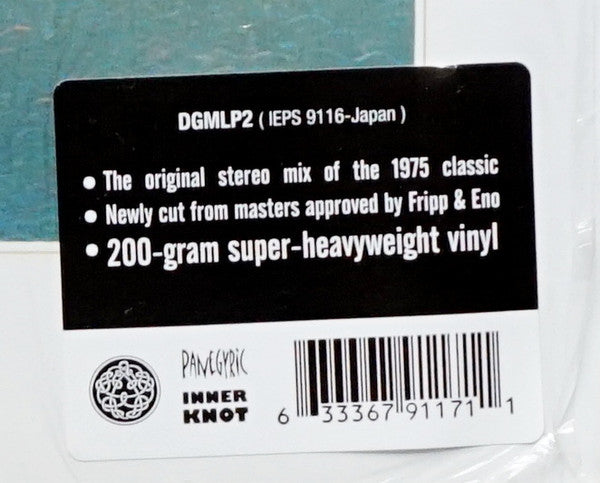 DGMLP2 ( IEPS 9116-Japan )
• The original stereo mix of the 1975 classic
• Newly cut from masters approved by Fripp & Eno
• 200-gram super-heavyweight vinyl
PANEGYRIC
INNER
KNOT
6 33367 91171 1